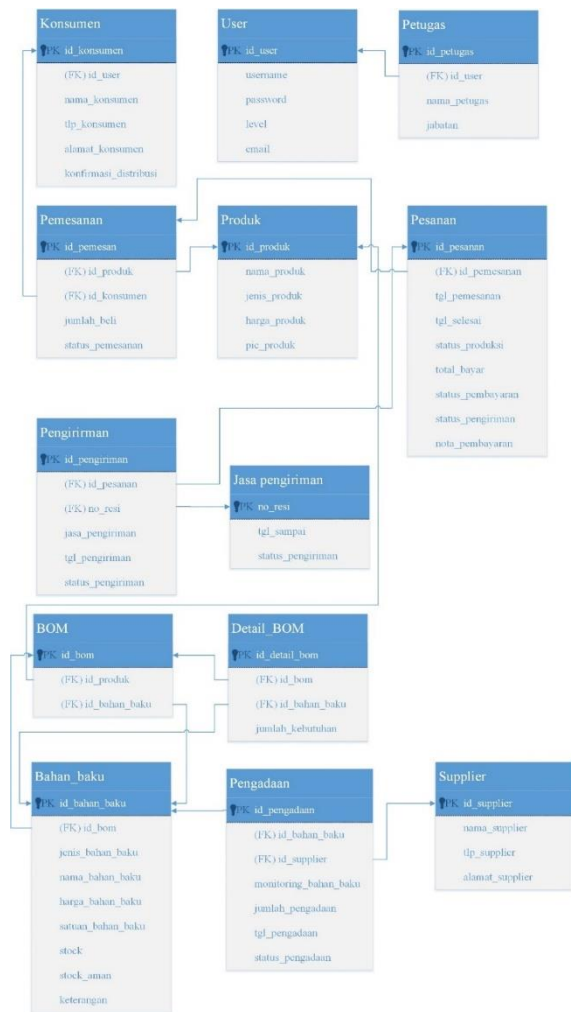 Konsumen
PK id_konsumen
(FK) id_user
nama_konsumen
tlp_konsumen
alamat_konsumen
konfirmasi_distribusi
User
PK id_user
username
password
level
email
Petugas
PK id_petugas
(FK) id_user
nama_petugas
jabatan
Pemesanan
PK id_pemesan
(FK) id_produk
(FK) id_konsumen
jumlah_beli
status_pemesanan
Produk
PK id_produk
nama_produk
jenis_produk
harga_produk
pic_produk
Pesanan
PK id_pesanan
(FK) id_pemesanan
tgl_pemesanan
tgl_selesai
status_produksi
total_bayar
status_pembayaran
status_pengiriman
nota_pembayaran
Pengirirman
PK id_pengiriman
(FK) id_pesanan
(FK) no_resi
jasa_pengiriman
tgl_pengiriman
status_pengiriman
Jasa pengiriman
PK no_resi
tgl_sampai
status_pengiriman
BOM
PK id_bom
(FK) id_produk
(FK) id_bahan_baku
Detail_BOM
PK id_detail_bom
(FK) id_bom
(FK) id_bahan_baku
jumlah_kebutuhan
Bahan_baku
PK id_bahan_baku
(FK) id_bom
jenix_bahan_baku
nama_bahan_baku
harga_bahan_baku
satuan_bahan_baku
stock
stock_aman
keterangan
Pengadaan
PK id_pengadaan
(FK) id_bahan_baku
(FK) id_supplier
monitoring_bahan_baku
jumlah_pengadaan
tgl_pengadaan
status_pengadaan
Supplier
PK id_supplier
nama_supplier
tlp_supplier
alamat_supplier